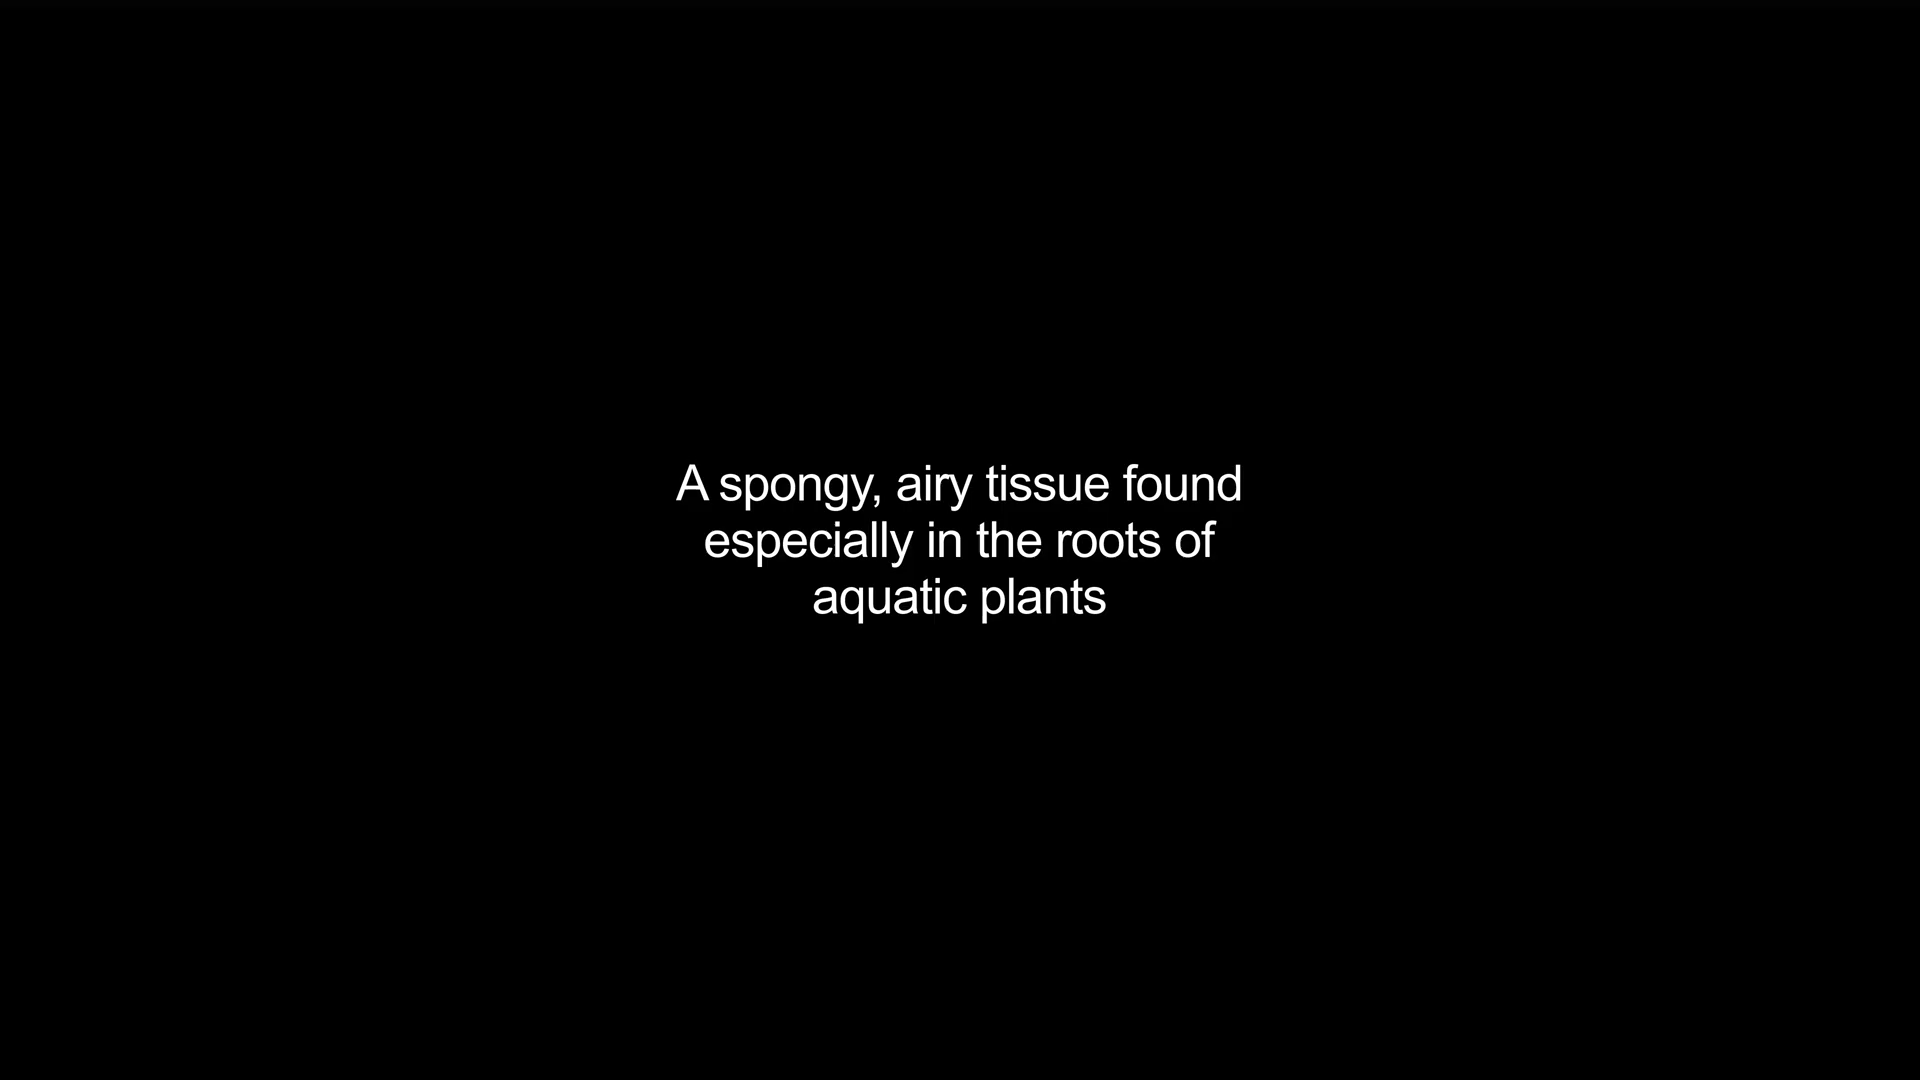 A spongy, airy tissue found
especially in the roots of
aquatic plants